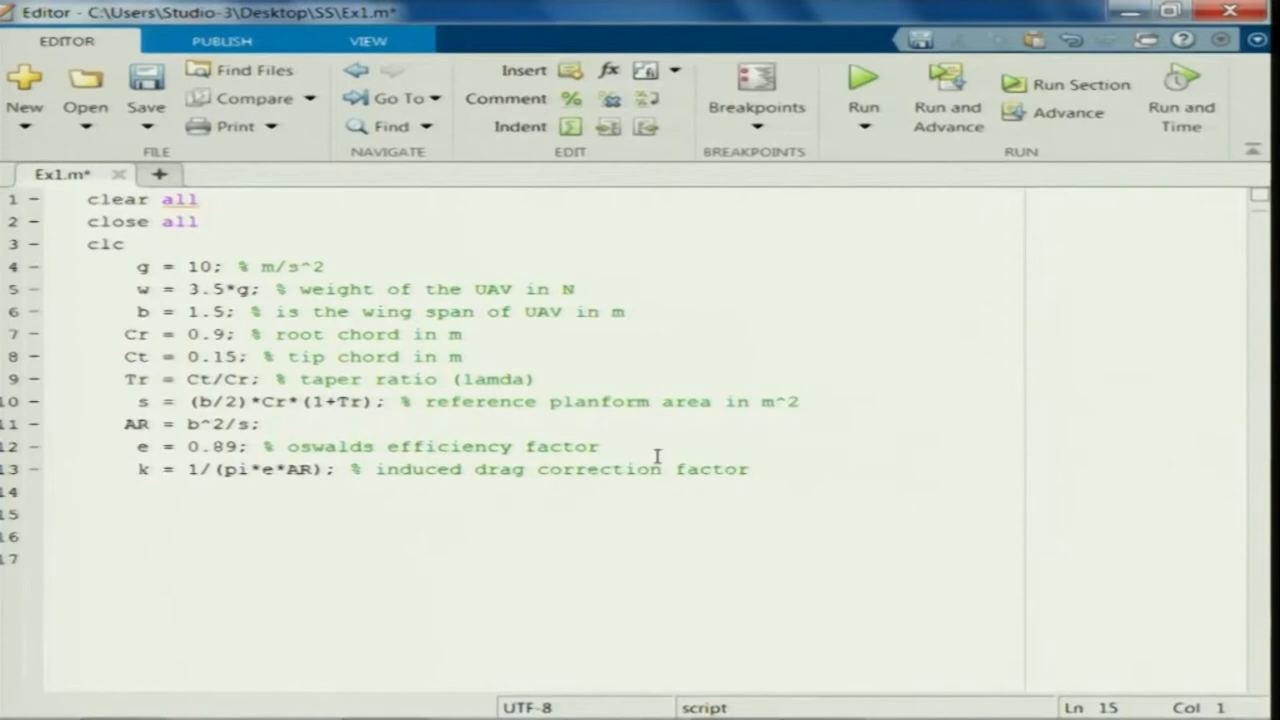 Editor - C:\Users\Studio-3\Desktop\SS\Ex1.m*
EDITOR PUBLISH VIEW
New Open Save
Find Files
Compare
Print
FILE
Go To
Find
NAVIGATE
Insert fx
Comment
Indent
EDIT
Breakpoints
BREAKPOINTS
Run
Run and Advance
Run Section
Advance
Run and Time
RUN
Ex1.m*
1 - clear all
2 - close all
3 - clc
4 - g = 10; % m/s^2
5 - w = 3.5*g; % weight of the UAV in N
6 - b = 1.5; % is the wing span of UAV in m
7 - Cr = 0.9; % root chord in m
8 - Ct = 0.15; % tip chord in m
9 - Tr = Ct/Cr; % taper ratio (lamda)
10 - s = (b/2)*Cr*(1+Tr); % reference planform area in m^2
11 - AR = b^2/s;
12 - e = 0.89; % oswalds efficiency factor
13 - k = 1/(pi*e*AR); % induced drag correction factor
14
15
16
17
UTF-8 script Ln 15 Col 1